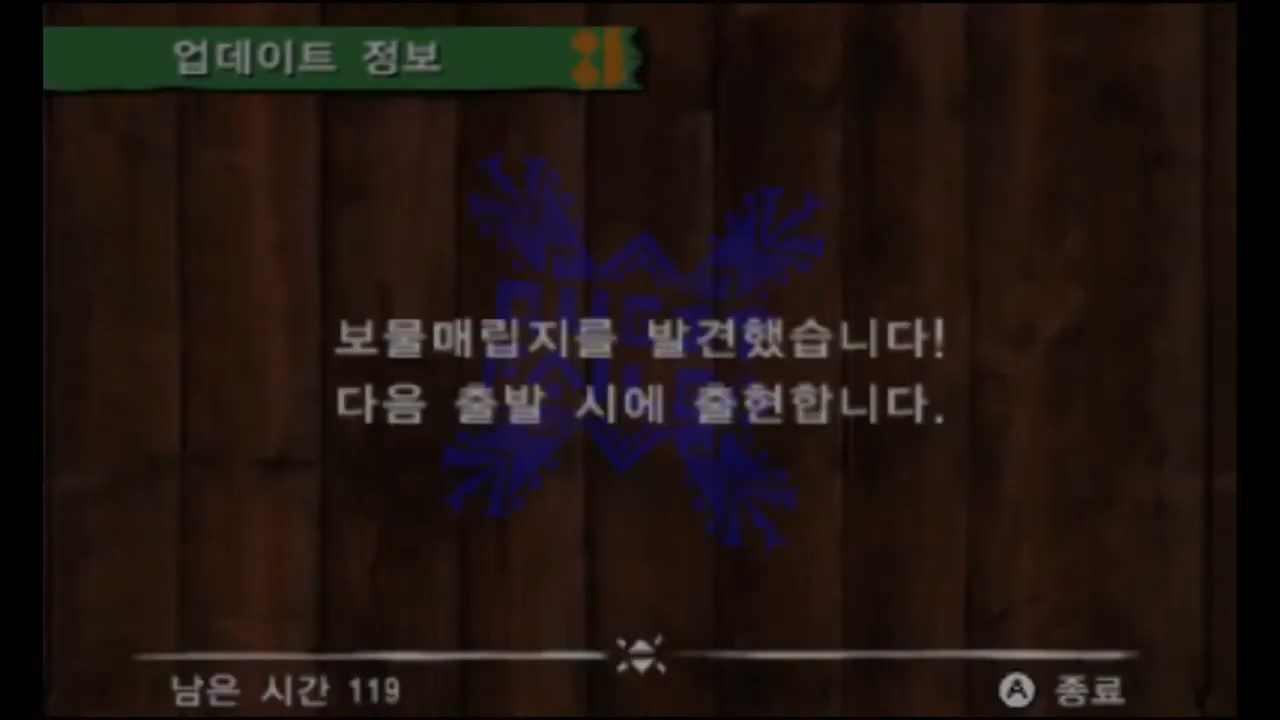 업데이트 정보
보물매립지를 발견했습니다!
다음 출발 시에 출현합니다.
남은 시간 119
A 종료